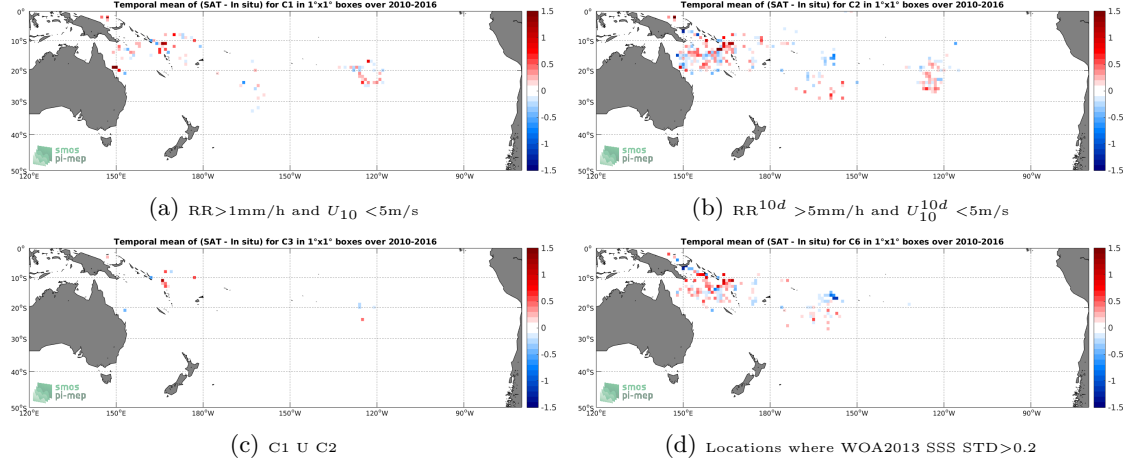 Temporal mean of (SAT - In situ) for C1 in 1°x1° boxes over 2010-2016
0°
10°S
20°S
30°S
40°S
50°S
120°E 150°E 180°W 150°W 120°W 90°W
1.5
1
0.5
0
-0.5
-1
-1.5
smos
pi-mep
(a) RR>1mm/h and U10 <5m/s
Temporal mean of (SAT - In situ) for C2 in 1°x1° boxes over 2010-2016
0°
10°S
20°S
30°S
40°S
50°S
120°E 150°E 180°W 150°W 120°W 90°W
1.5
1
0.5
0
-0.5
-1
-1.5
smos
pi-mep
(b) RR^10d >5mm/h and U10^10d <5m/s
Temporal mean of (SAT - In situ) for C3 in 1°x1° boxes over 2010-2016
0°
10°S
20°S
30°S
40°S
50°S
120°E 150°E 180°W 150°W 120°W 90°W
1.5
1
0.5
0
-0.5
-1
-1.5
smos
pi-mep
(c) C1 U C2
Temporal mean of (SAT - In situ) for C6 in 1°x1° boxes over 2010-2016
0°
10°S
20°S
30°S
40°S
50°S
120°E 150°E 180°W 150°W 120°W 90°W
1.5
1
0.5
0
-0.5
-1
-1.5
smos
pi-mep
(d) Locations where WOA2013 SSS STD>0.2